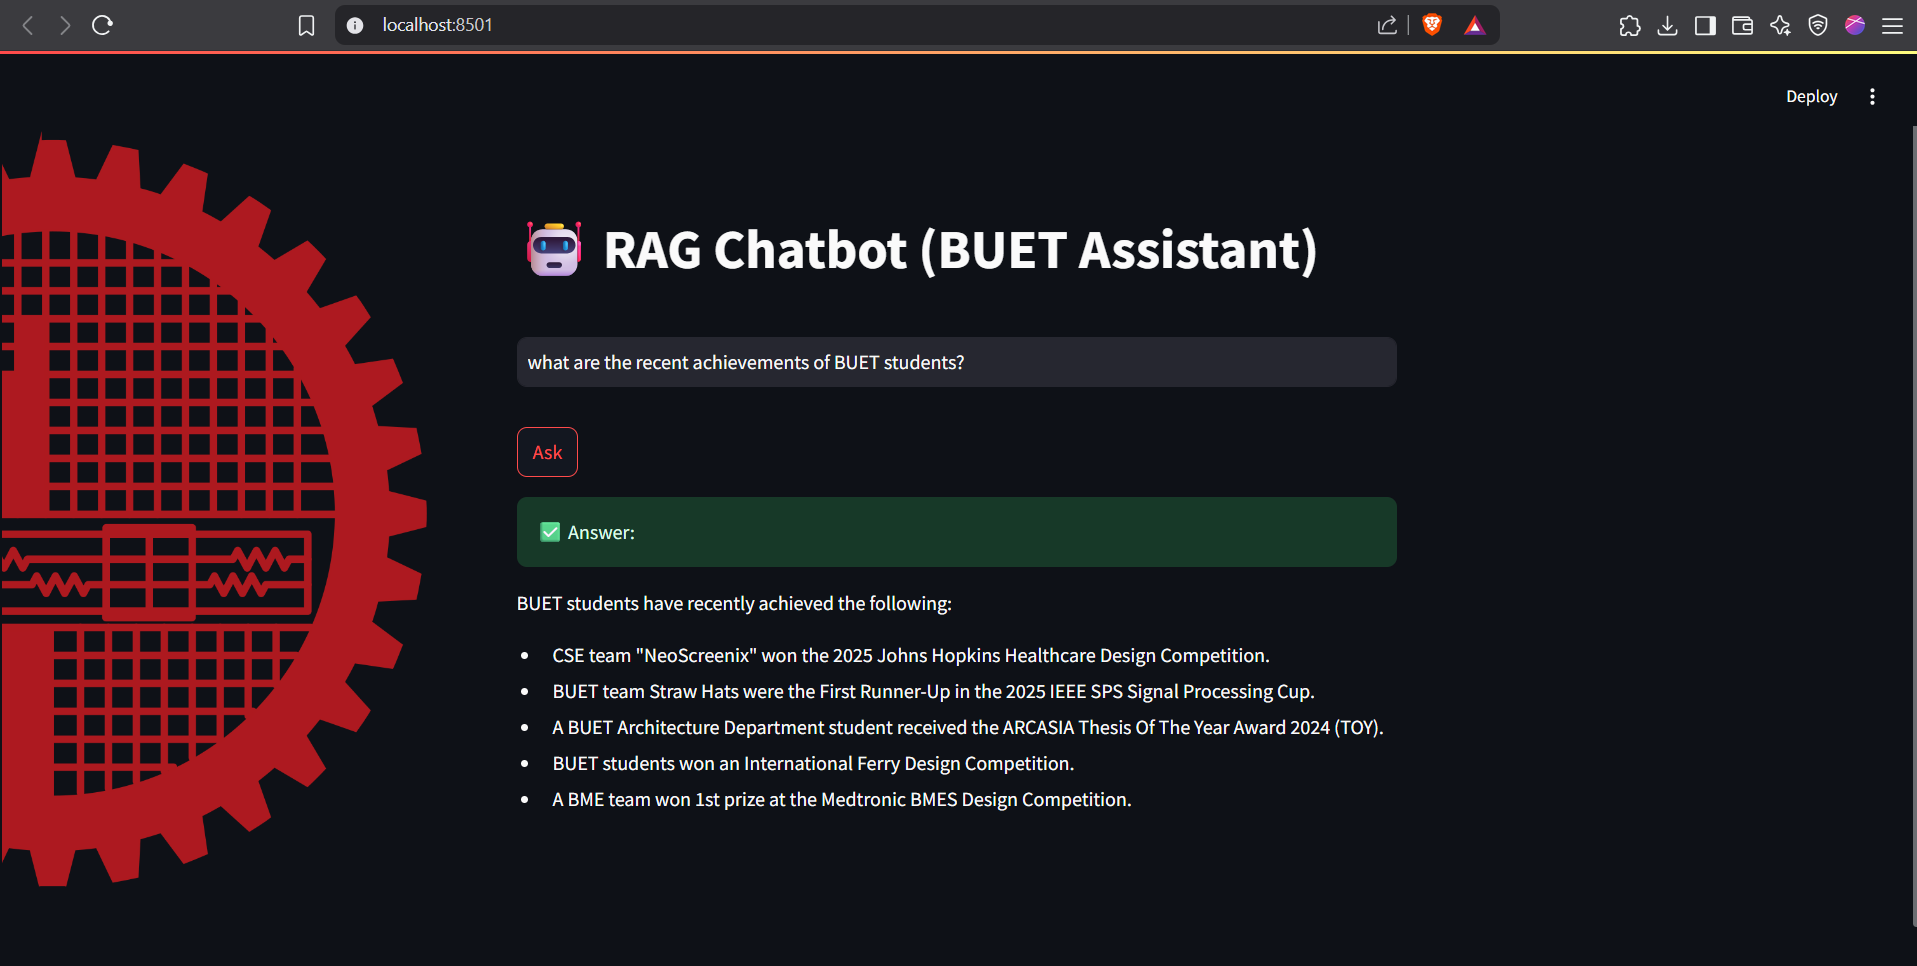 localhost:8501
Deploy
RAG Chatbot (BUET Assistant)
what are the recent achievements of BUET students?
Ask
Answer:
BUET students have recently achieved the following:
• CSE team "NeoScreenix" won the 2025 Johns Hopkins Healthcare Design Competition.
• BUET team Straw Hats were the First Runner-Up in the 2025 IEEE SPS Signal Processing Cup.
• A BUET Architecture Department student received the ARCASIA Thesis Of The Year Award 2024 (TOY).
• BUET students won an International Ferry Design Competition.
• A BME team won 1st prize at the Medtronic BMES Design Competition.